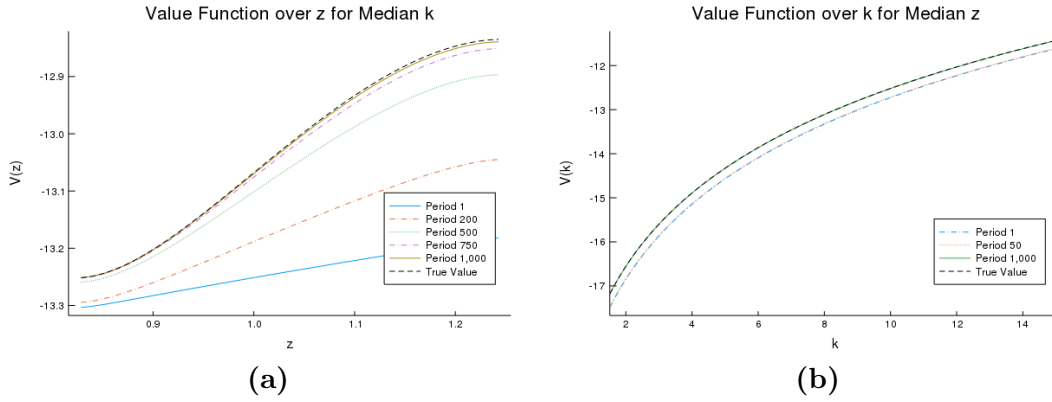 Value Function over z for Median k
V(z)
-12.9
-13.0
-13.1
-13.2
-13.3
0.9
1.0
1.1
1.2
z
Period 1
Period 200
Period 500
Period 750
Period 1,000
True Value
(a)
Value Function over k for Median z
V(k)
-12
-13
-14
-15
-16
-17
2
4
6
8
10
12
14
k
Period 1
Period 50
Period 1,000
True Value
(b)